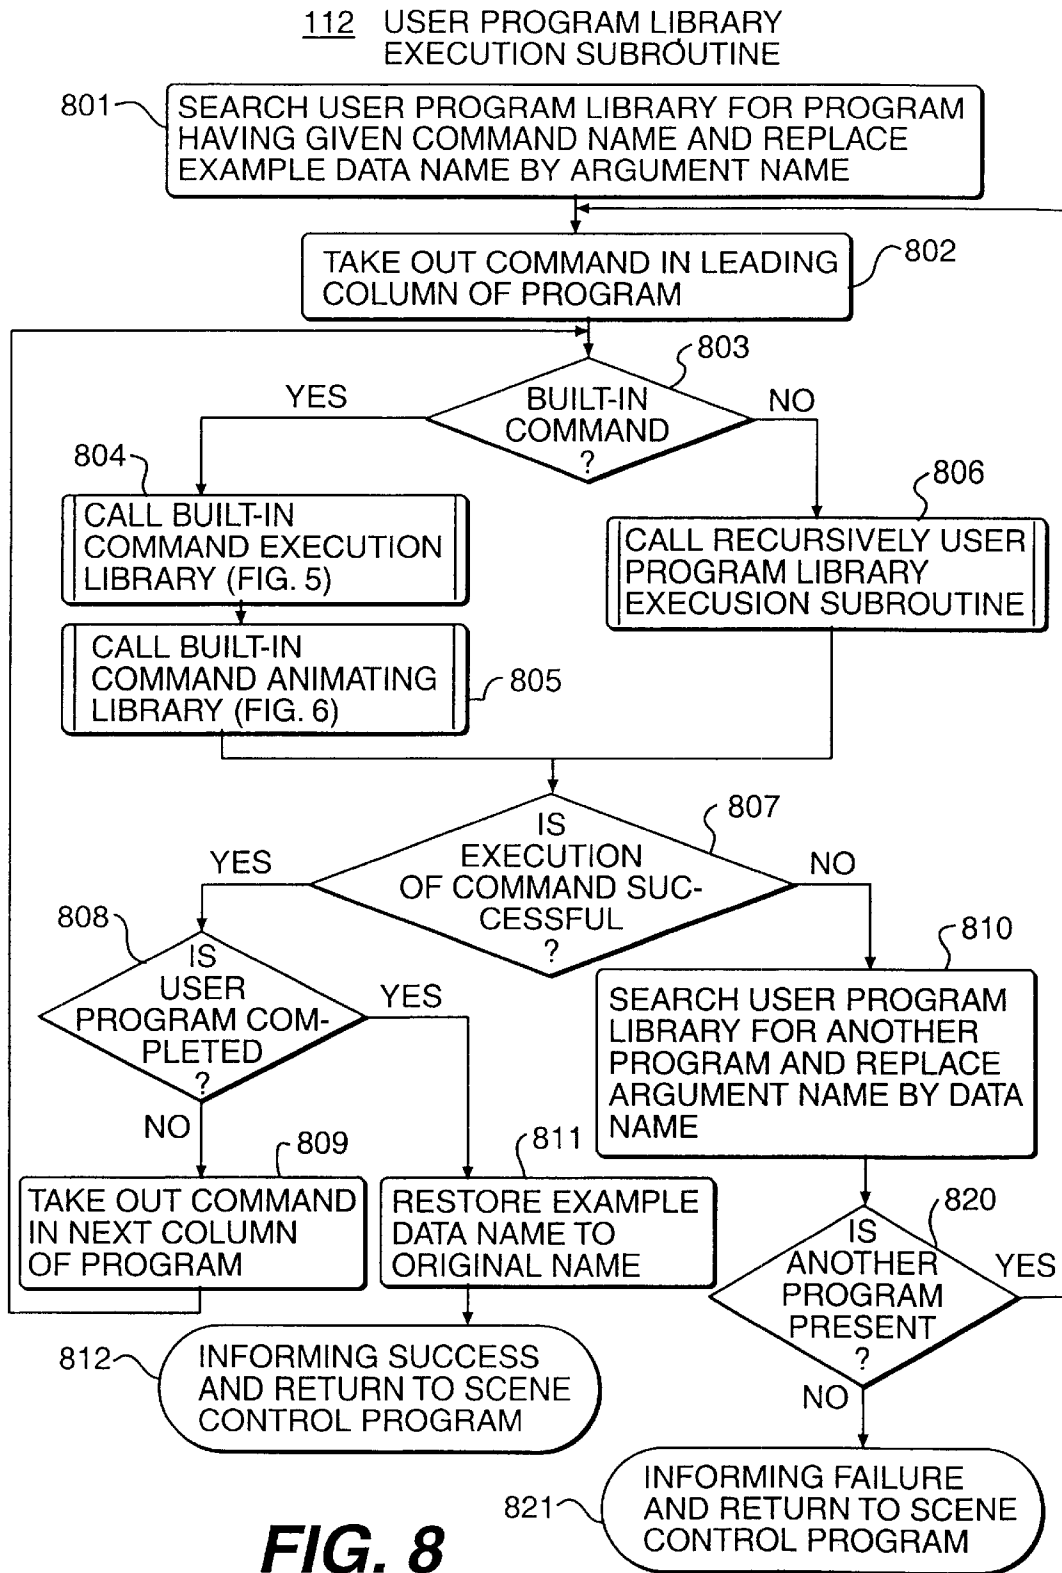 112 USER PROGRAM LIBRARY
EXECUTION SUBROUTINE
801
SEARCH USER PROGRAM LIBRARY FOR PROGRAM
HAVING GIVEN COMMAND NAME AND REPLACE
EXAMPLE DATA NAME BY ARGUMENT NAME
802
TAKE OUT COMMAND IN LEADING
COLUMN OF PROGRAM
803
YES
BUILT-IN
COMMAND
?
NO
804
CALL BUILT-IN
COMMAND EXECUTION
LIBRARY (FIG. 5)
806
CALL RECURSIVELY USER
PROGRAM LIBRARY
EXECUSION SUBROUTINE
CALL BUILT-IN
COMMAND ANIMATING
LIBRARY (FIG. 6)
805
807
YES
IS
EXECUTION
OF COMMAND SUC-
CESSFUL
?
NO
808
IS
USER
PROGRAM COM-
PLETED
?
YES
NO
810
SEARCH USER PROGRAM
LIBRARY FOR ANOTHER
PROGRAM AND REPLACE
ARGUMENT NAME BY DATA
NAME
809
TAKE OUT COMMAND
IN NEXT COLUMN
OF PROGRAM
811
RESTORE EXAMPLE
DATA NAME TO
ORIGINAL NAME
820
IS
ANOTHER
PROGRAM
PRESENT
?
YES
NO
812
INFORMING SUCCESS
AND RETURN TO SCENE
CONTROL PROGRAM
821
INFORMING FAILURE
AND RETURN TO SCENE
CONTROL PROGRAM
FIG. 8